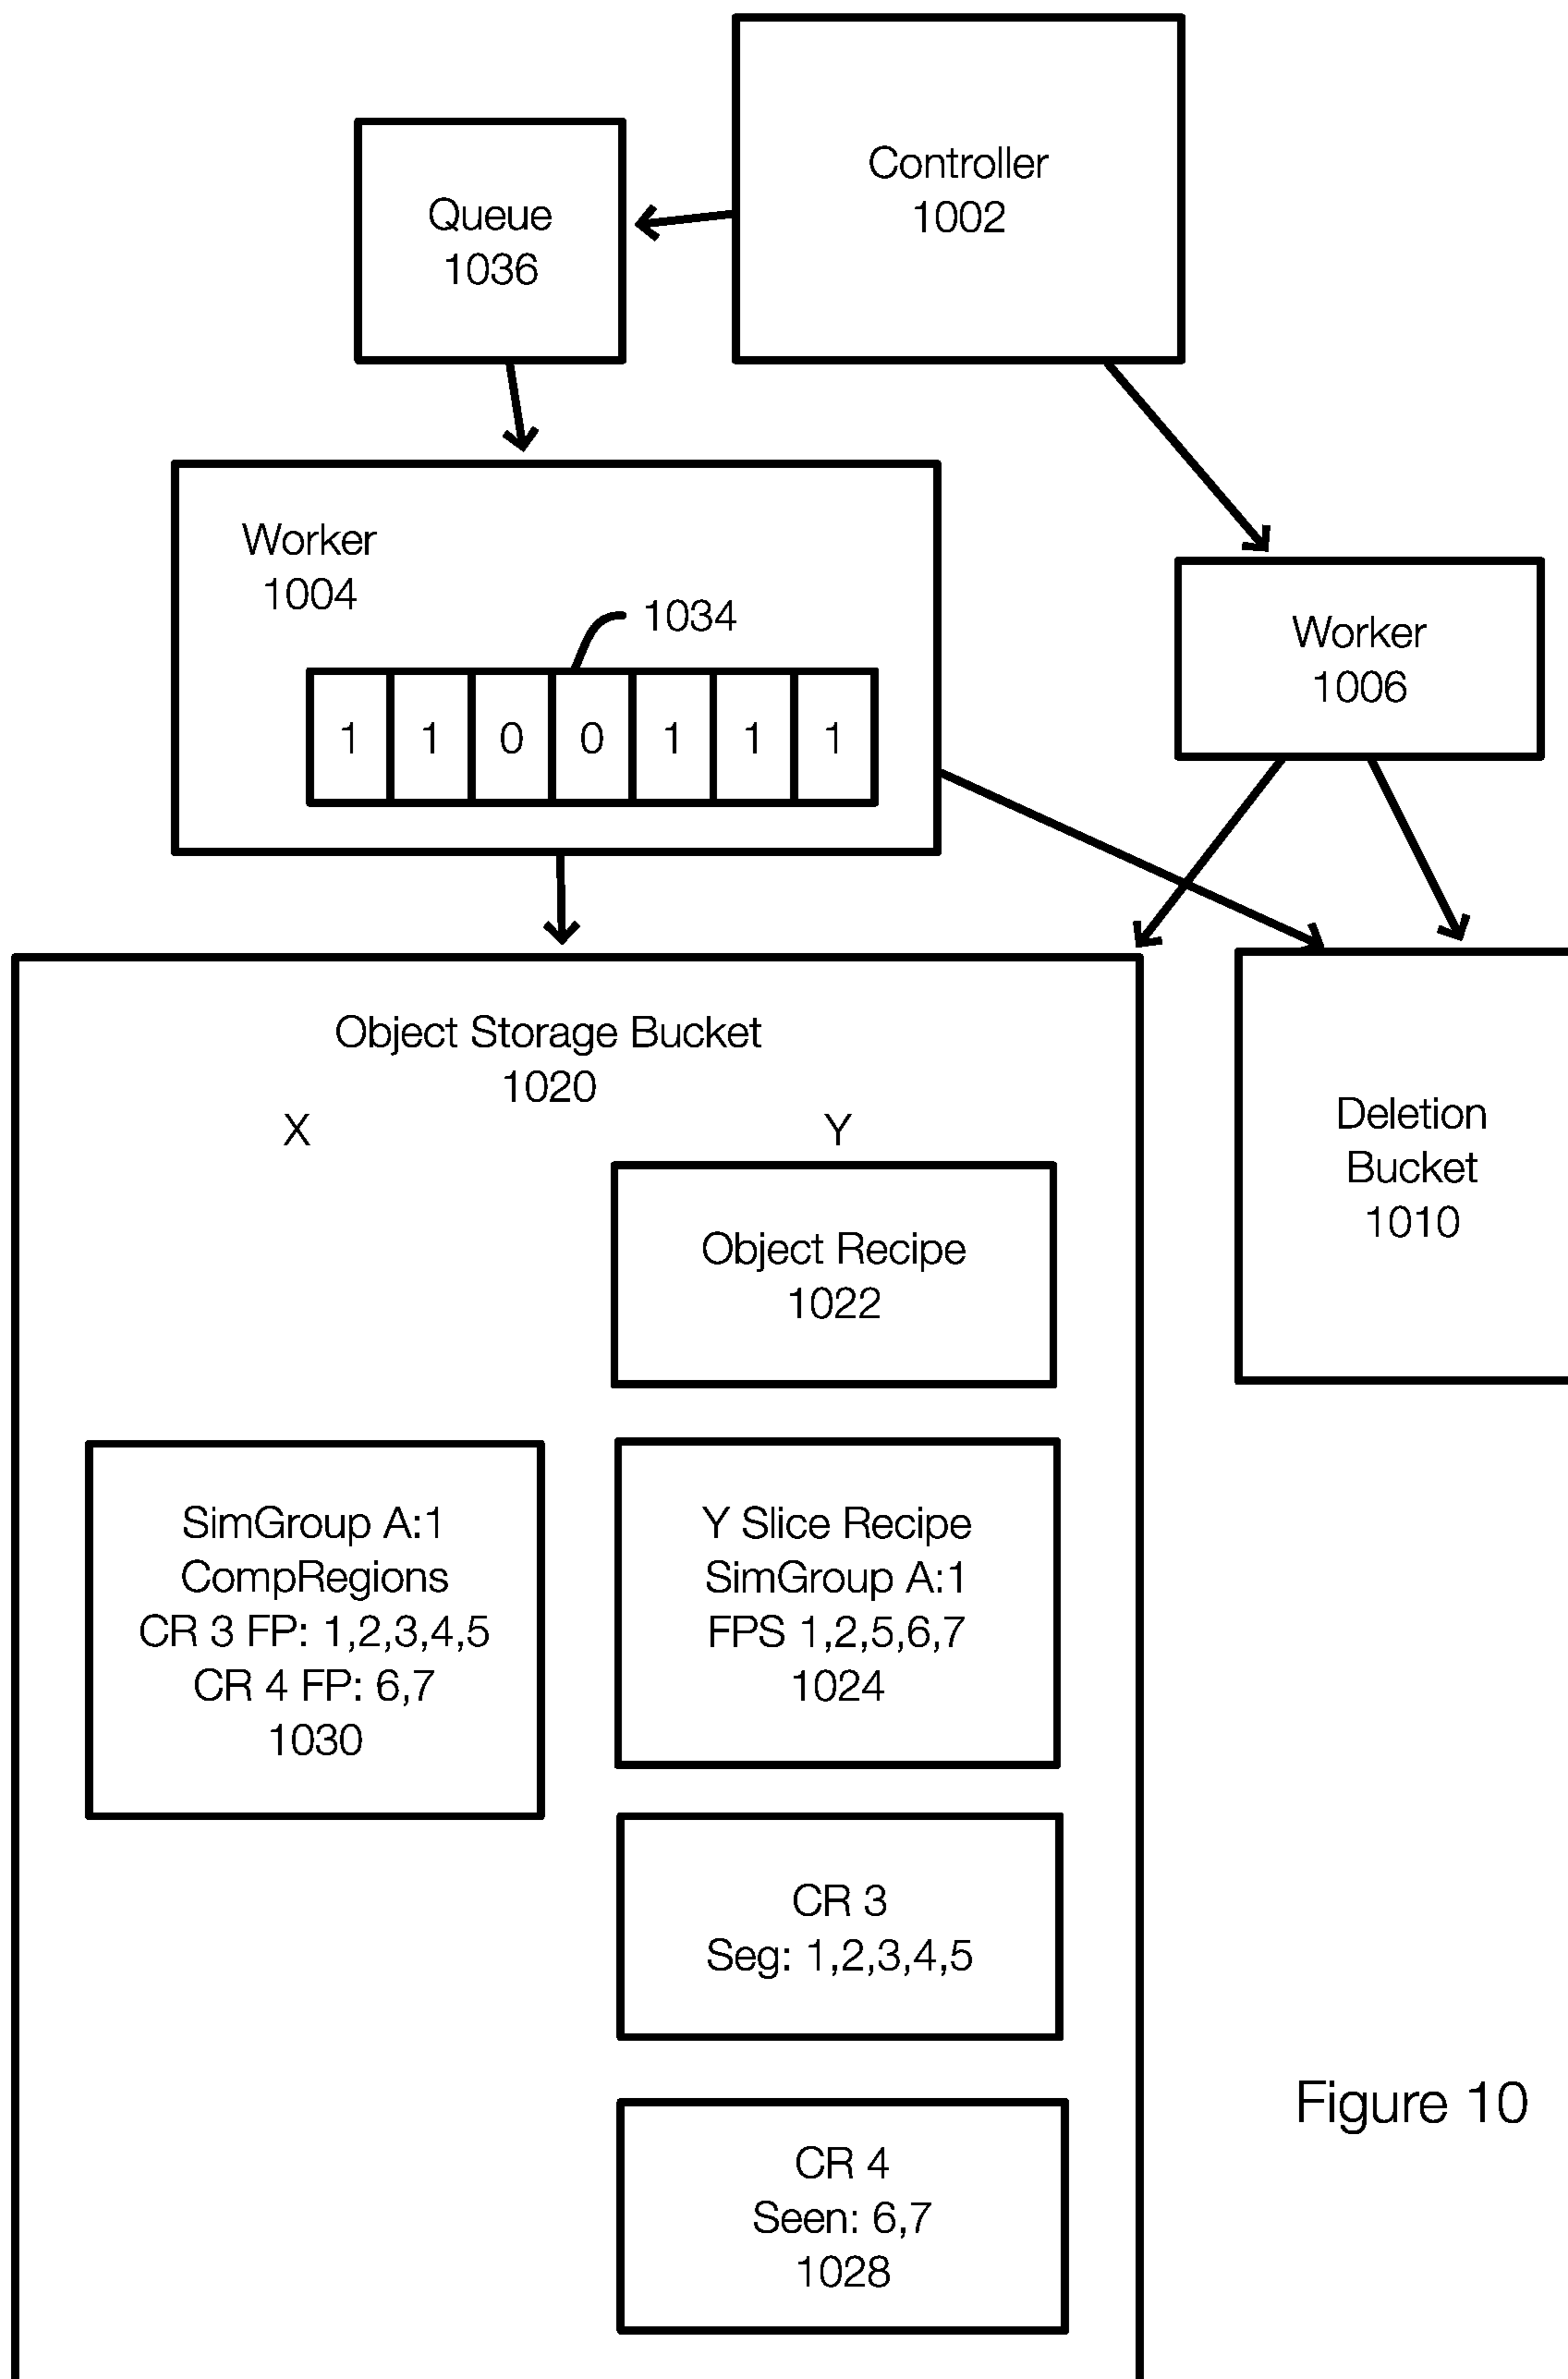 Controller
1002
Queue
1036
Worker
1004
1034
1 1 0 0 1 1 1
Worker
1006
Object Storage Bucket
1020
X
Y
Object Recipe
1022
Deletion
Bucket
1010
SimGroup A:1
CompRegions
CR 3 FP: 1,2,3,4,5
CR 4 FP: 6,7
1030
Y Slice Recipe
SimGroup A:1
FPS 1,2,5,6,7
1024
CR 3
Seg: 1,2,3,4,5
CR 4
Seen: 6,7
1028
Figure 10